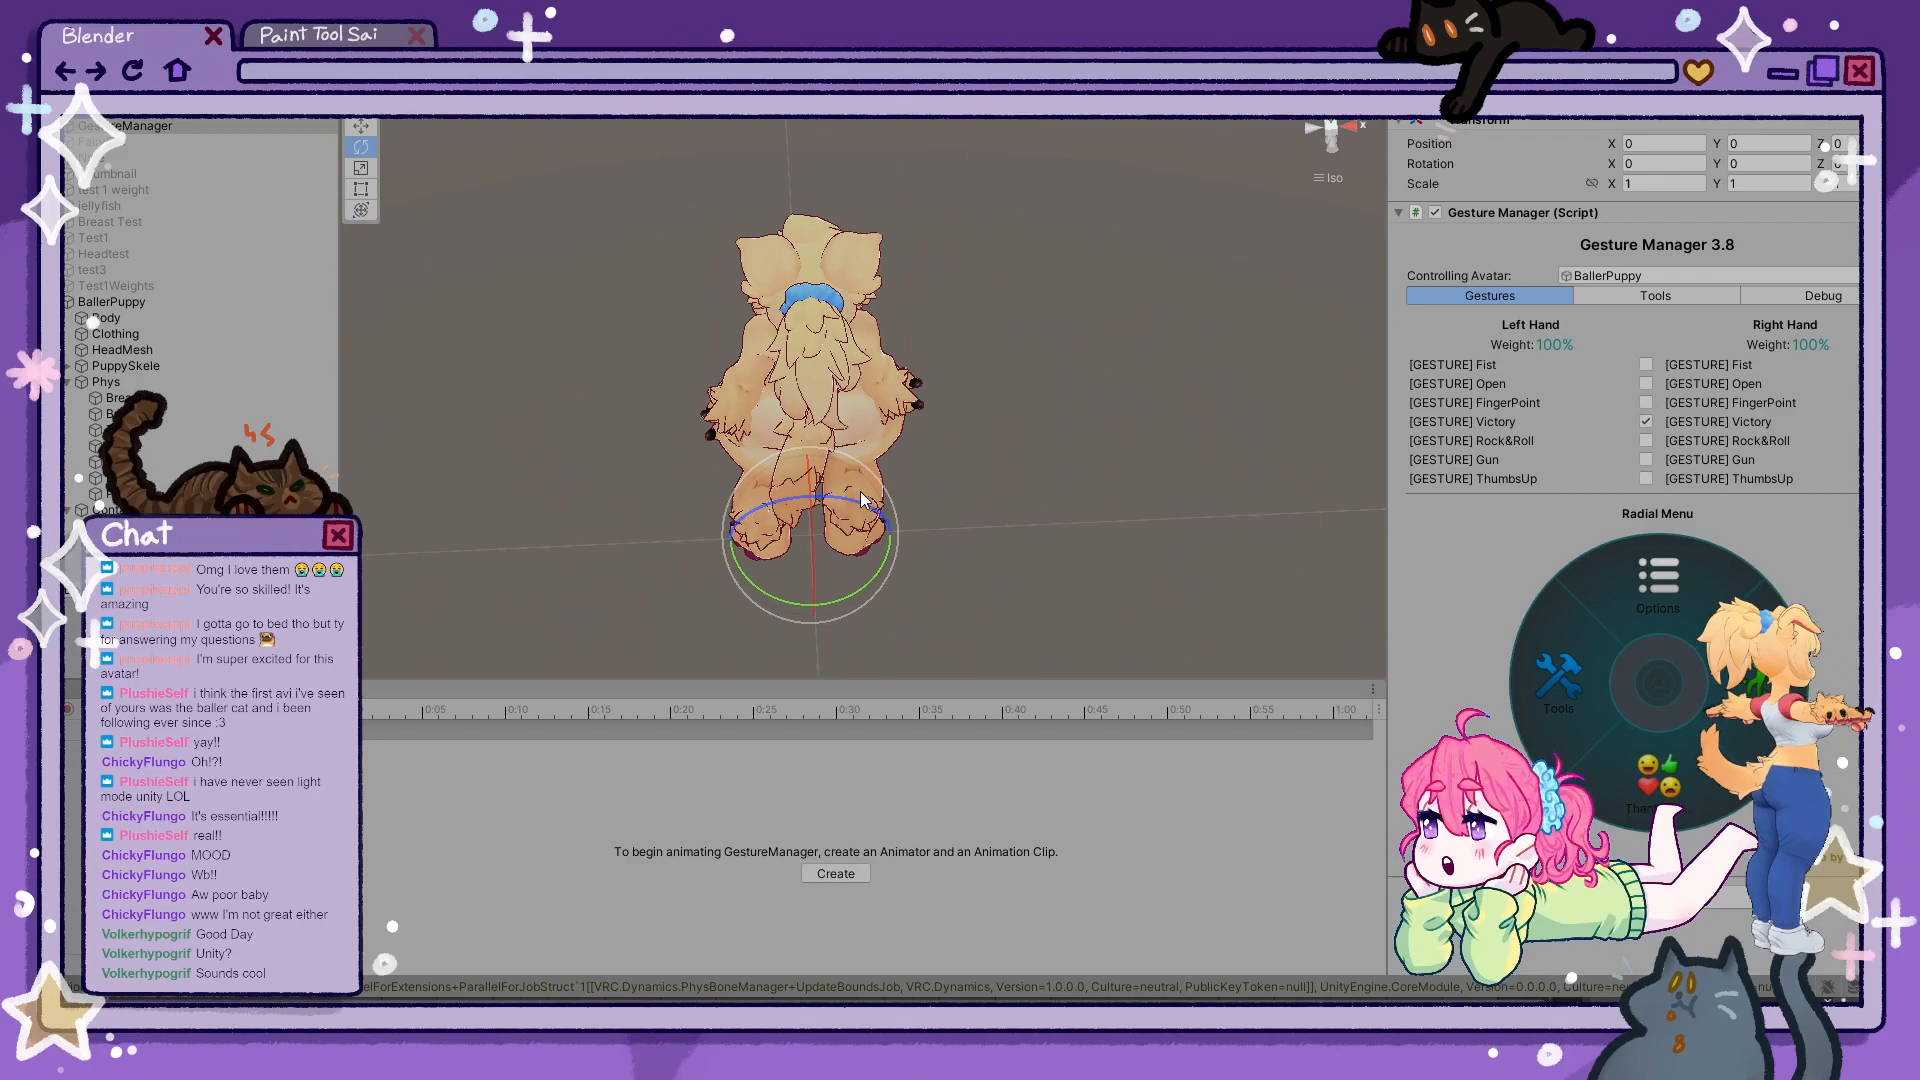 Blender
Paint Tool Sai
GestureManager
test 1 weight
jellyfish
Breast Test
Test1
Headtest
test3
Test1Weights
BallerPuppy
Body
Clothing
HeadMesh
PuppySkele
Phys
Iso
Transform
Position X 0 Y 0 Z 0
Rotation X 0 Y 0 Z 0
Scale X 1 Y 1
# Gesture Manager (Script)
Gesture Manager 3.8
Controlling Avatar: BallerPuppy
Gestures Tools Debug
Left Hand Right Hand
Weight: 100% Weight: 100%
[GESTURE] Fist [GESTURE] Fist
[GESTURE] Open [GESTURE] Open
[GESTURE] FingerPoint [GESTURE] FingerPoint
[GESTURE] Victory [GESTURE] Victory
[GESTURE] Rock&Roll [GESTURE] Rock&Roll
[GESTURE] Gun [GESTURE] Gun
[GESTURE] ThumbsUp [GESTURE] ThumbsUp
Radial Menu
Options
Tools
Chat
Omg I love them 😭😭😭
You're so skilled! It's
amazing
I gotta go to bed tho but ty
for answering my questions
I'm super excited for this
avatar!
PlushieSelf i think the first avi i've seen
of yours was the baller cat and i been
following ever since :3
PlushieSelf yay!!
ChickyFlungo Oh!?!
PlushieSelf i have never seen light
mode unity LOL
ChickyFlungo It's essential!!!!!
PlushieSelf real!!
ChickyFlungo MOOD
ChickyFlungo Wb!!
ChickyFlungo Aw poor baby
ChickyFlungo www I'm not great either
Volkerhypogrif Good Day
Volkerhypogrif Unity?
Volkerhypogrif Sounds cool
0:05 0:10 0:15 0:20 0:25 0:30 0:35 0:40 0:45 0:50 0:55 1:00
To begin animating GestureManager, create an Animator and an Animation Clip.
Create
elForExtensions+ParallelForJobStruct`1[[VRC.Dynamics.PhysBoneManager+UpdateBoundsJob, VRC.Dynamics, Version=1.0.0.0, Culture=neutral, PublicKeyToken=null]], UnityEngine.CoreModule, Version=0.0.0.0, Culture=